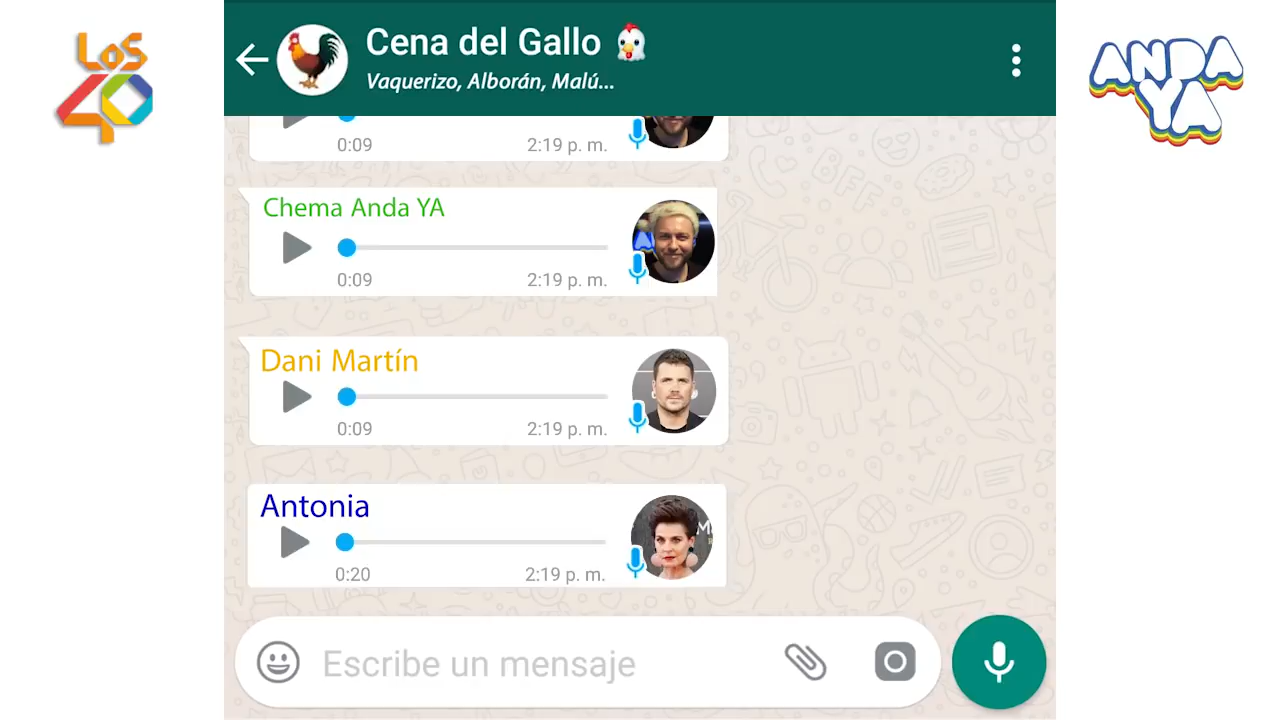 LOS
40
Cena del Gallo
Vaquerizo, Alborán, Malú...
ANDA
YA
0:09 2:19 p. m.
BFF
Chema Anda YA
0:09 2:19 p. m.
Dani Martín
0:09 2:19 p. m.
Antonia
0:20 2:19 p. m.
Escribe un mensaje